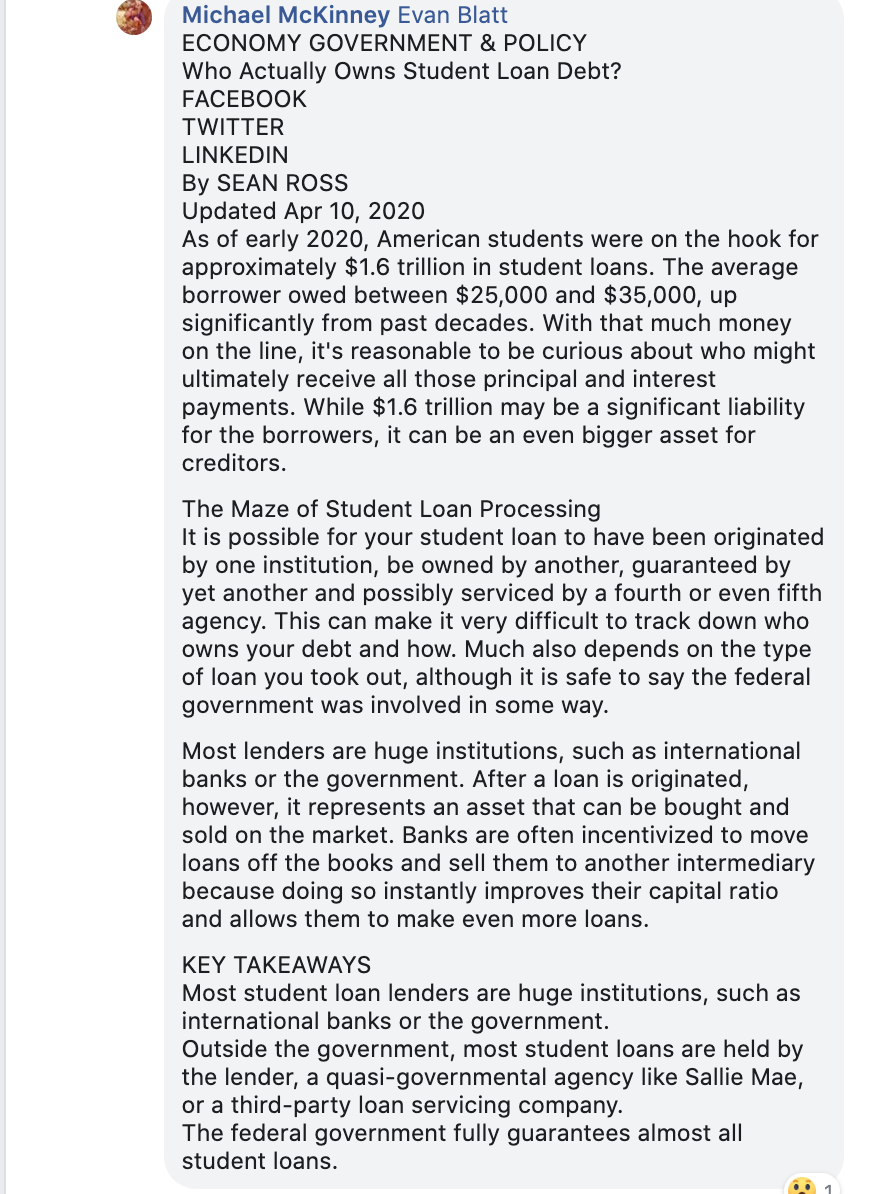 Michael McKinney Evan Blatt
ECONOMY GOVERNMENT & POLICY
Who Actually Owns Student Loan Debt?
FACEBOOK
TWITTER
LINKEDIN
By SEAN ROSS
Updated Apr 10, 2020
As of early 2020, American students were on the hook for
approximately $1.6 trillion in student loans. The average
borrower owed between $25,000 and $35,000, up
significantly from past decades. With that much money
on the line, it's reasonable to be curious about who might
ultimately receive all those principal and interest
payments. While $1.6 trillion may be a significant liability
for the borrowers, it can be an even bigger asset for
creditors.
The Maze of Student Loan Processing
It is possible for your student loan to have been originated
by one institution, be owned by another, guaranteed by
yet another and possibly serviced by a fourth or even fifth
agency. This can make it very difficult to track down who
owns your debt and how. Much also depends on the type
of loan you took out, although it is safe to say the federal
government was involved in some way.
Most lenders are huge institutions, such as international
banks or the government. After a loan is originated,
however, it represents an asset that can be bought and
sold on the market. Banks are often incentivized to move
loans off the books and sell them to another intermediary
because doing so instantly improves their capital ratio
and allows them to make even more loans.
KEY TAKEAWAYS
Most student loan lenders are huge institutions, such as
international banks or the government.
Outside the government, most student loans are held by
the lender, a quasi-governmental agency like Sallie Mae,
or a third-party loan servicing company.
The federal government fully guarantees almost all
student loans.
1